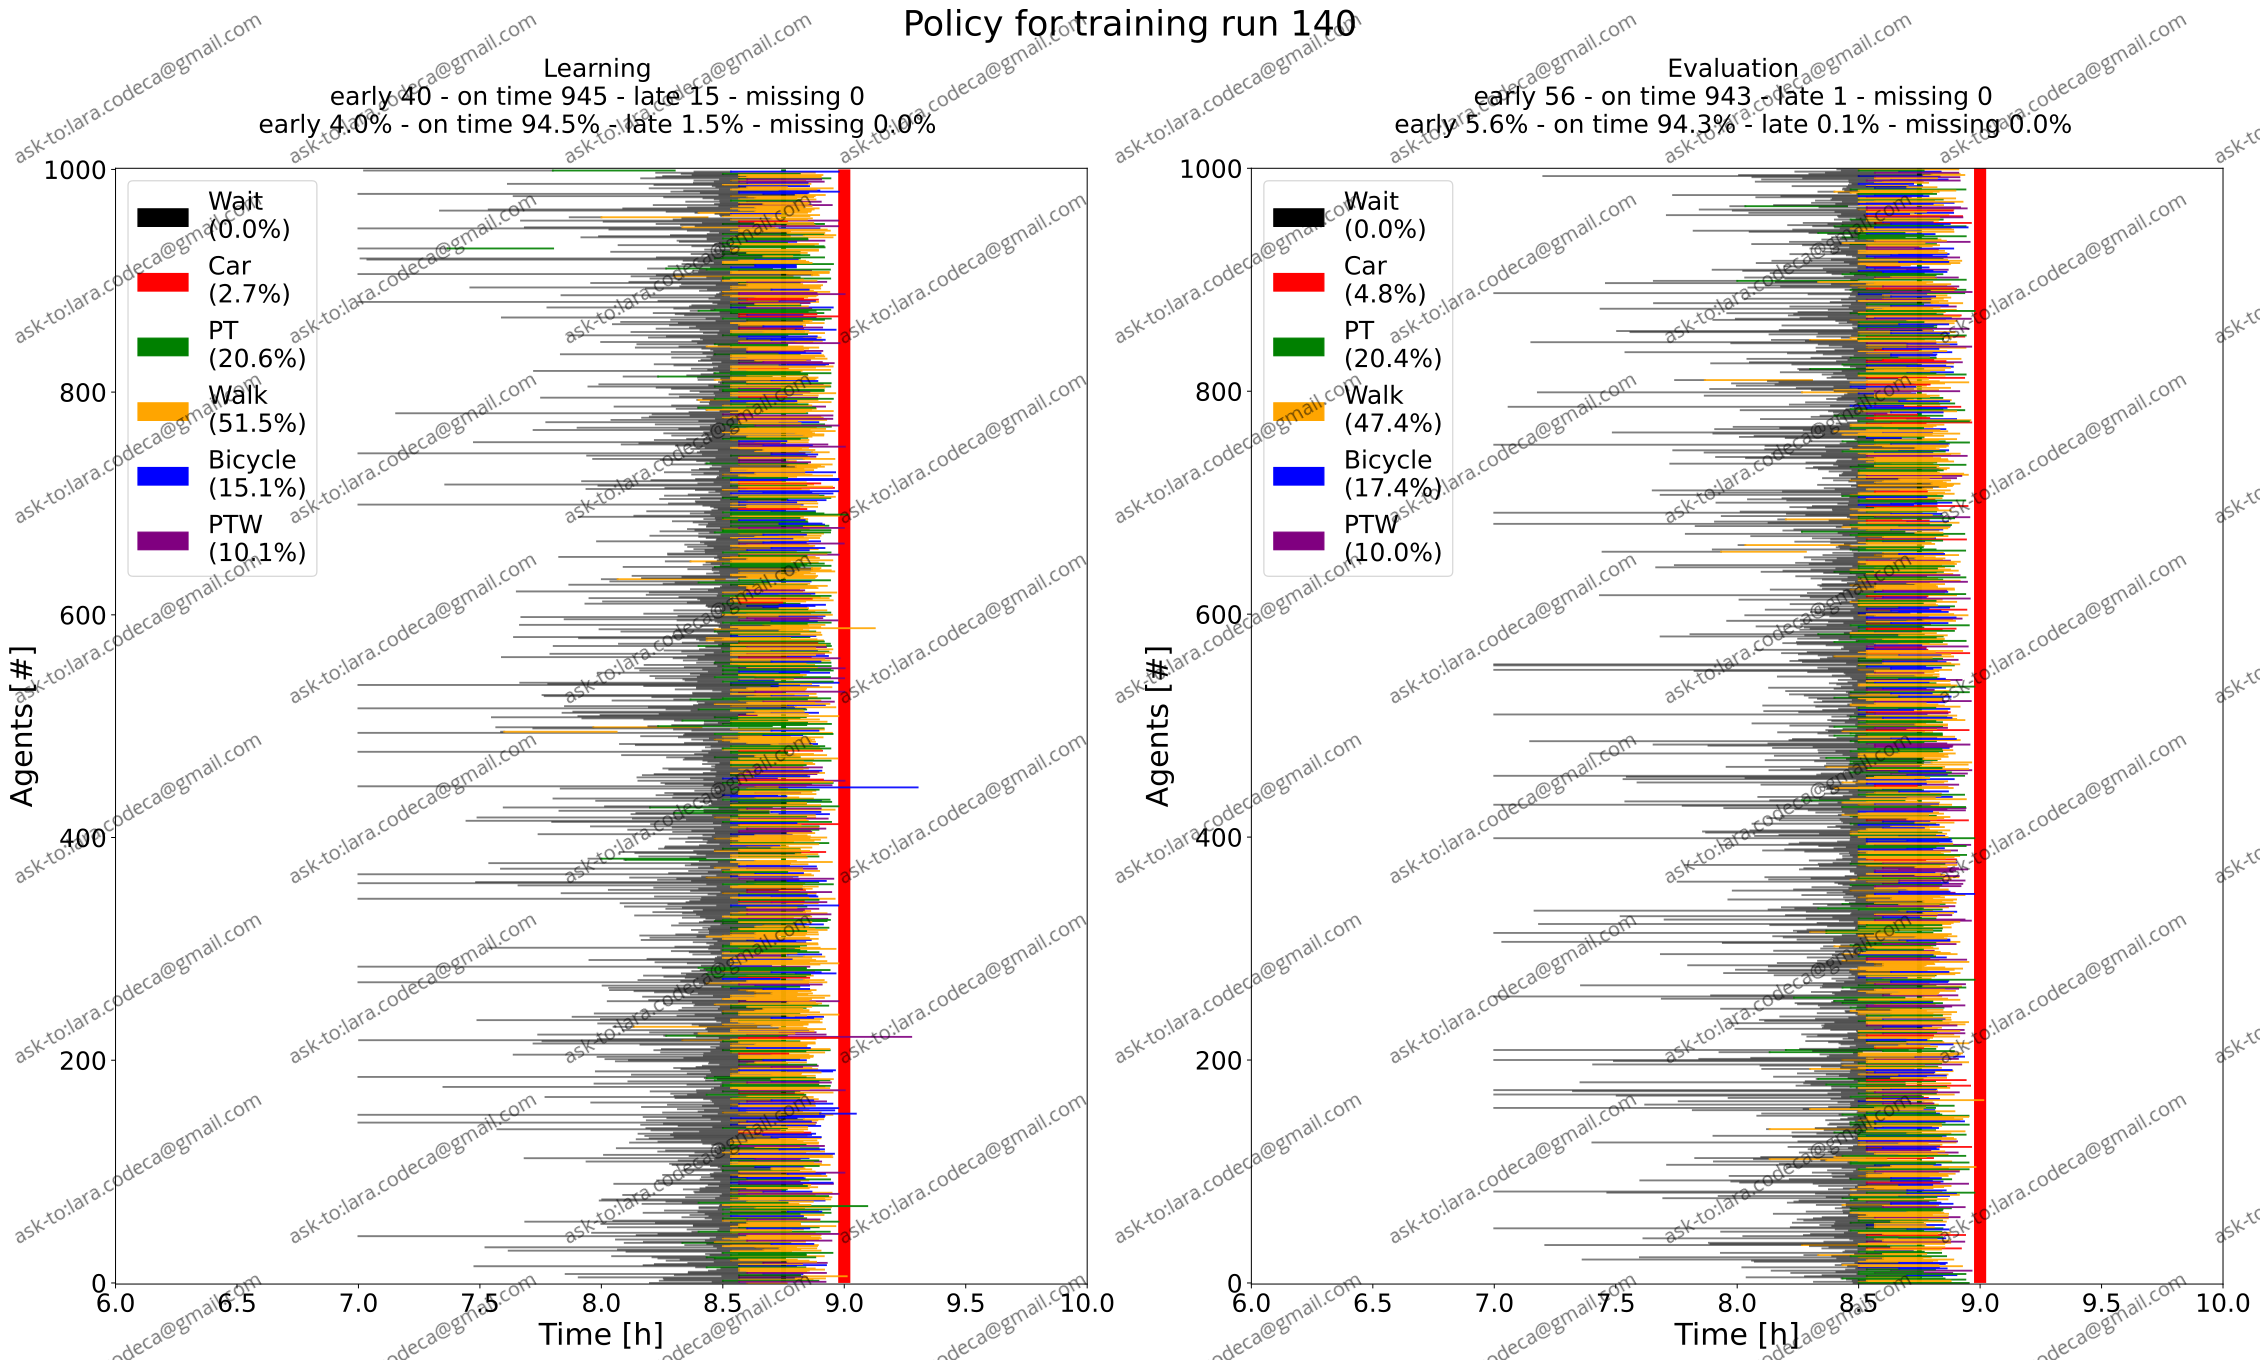 Policy for training run 140
Learning
early 40 - on time 945 - late 15 - missing 0
early 4.0% - on time 94.5% - late 1.5% - missing 0.0%
1000
800
600
400
200
0
Agents [#]
Wait
(0.0%)
Car
(2.7%)
PT
(20.6%)
Walk
(51.5%)
Bicycle
(15.1%)
PTW
(10.1%)
6.0 6.5 7.0 7.5 8.0 8.5 9.0 9.5 10.0
Time [h]
Evaluation
early 56 - on time 943 - late 1 - missing 0
early 5.6% - on time 94.3% - late 0.1% - missing 0.0%
1000
800
600
400
200
0
Agents [#]
Wait
(0.0%)
Car
(4.8%)
PT
(20.4%)
Walk
(47.4%)
Bicycle
(17.4%)
PTW
(10.0%)
6.0 6.5 7.0 7.5 8.0 8.5 9.0 9.5 10.0
Time [h]
ask-to:lara.codeca@gmail.com